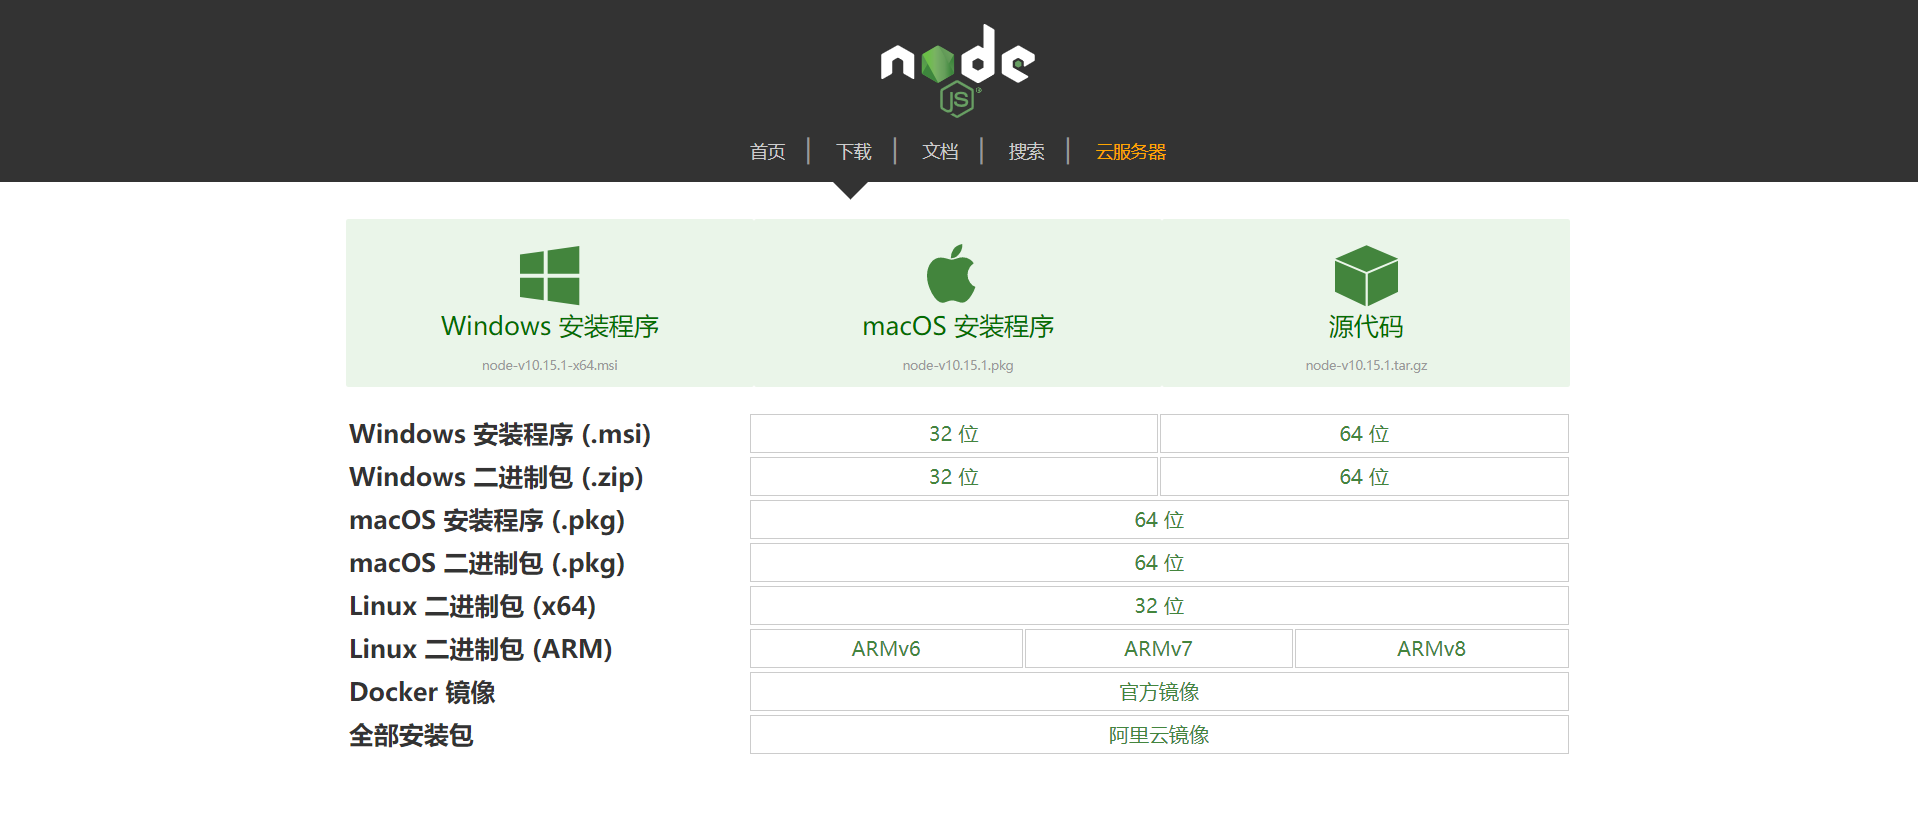 node
JS
首页 | 下载 | 文档 | 搜索 | 云服务器
Windows 安装程序 macOS 安装程序 源代码
node-v10.15.1-x64.msi node-v10.15.1.pkg node-v10.15.1.tar.gz
Windows 安装程序 (.msi) 32 位 64 位
Windows 二进制包 (.zip) 32 位 64 位
macOS 安装程序 (.pkg) 64 位
macOS 二进制包 (.pkg) 64 位
Linux 二进制包 (x64) 32 位
Linux 二进制包 (ARM) ARMv6 ARMv7 ARMv8
Docker 镜像 官方镜像
全部安装包 阿里云镜像